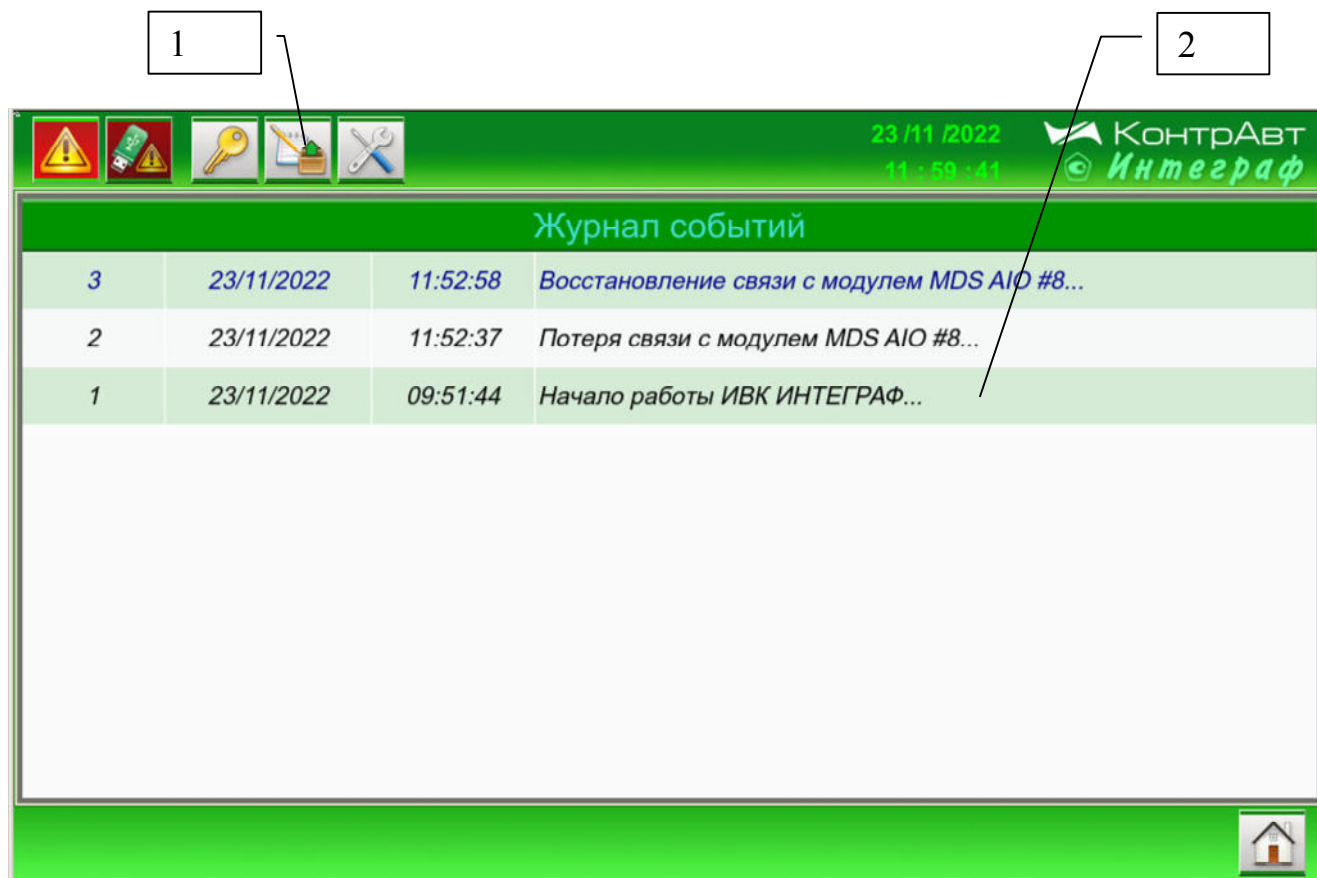 1
2
23 /11 /2022
11 : 59 : 41
КонтрАвт
Интеграф
Журнал событий
3 23/11/2022 11:52:58 Восстановление связи с модулем MDS AIO #8...
2 23/11/2022 11:52:37 Потеря связи с модулем MDS AIO #8...
1 23/11/2022 09:51:44 Начало работы ИВК ИНТЕГРАФ...